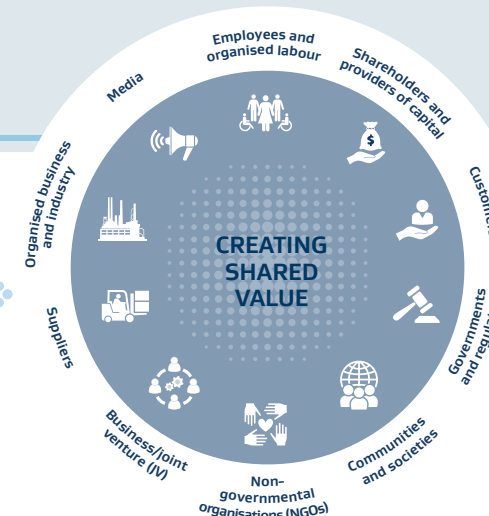 Employees and
organised labour
Shareholders and
providers of capital
Governments
Communities
and societies
Non-
governmental
organisations (NGOs)
Business/joint
venture (JV)
Suppliers
Organised business
and industry
Media
$
CREATING
SHARED
VALUE